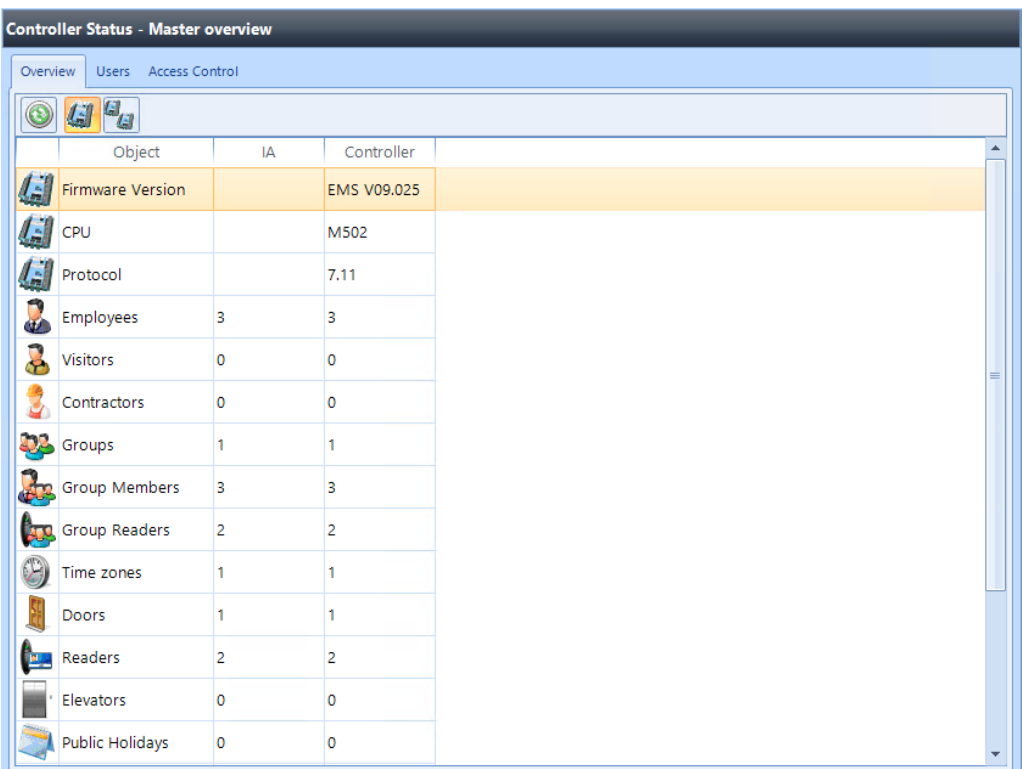 Controller Status - Master overview
Overview Users Access Control
Object IA Controller
Firmware Version EMS V09.025
CPU M502
Protocol 7.11
Employees 3 3
Visitors 0 0
Contractors 0 0
Groups 1 1
Group Members 3 3
Group Readers 2 2
Time zones 1 1
Doors 1 1
Readers 2 2
Elevators 0 0
Public Holidays 0 0